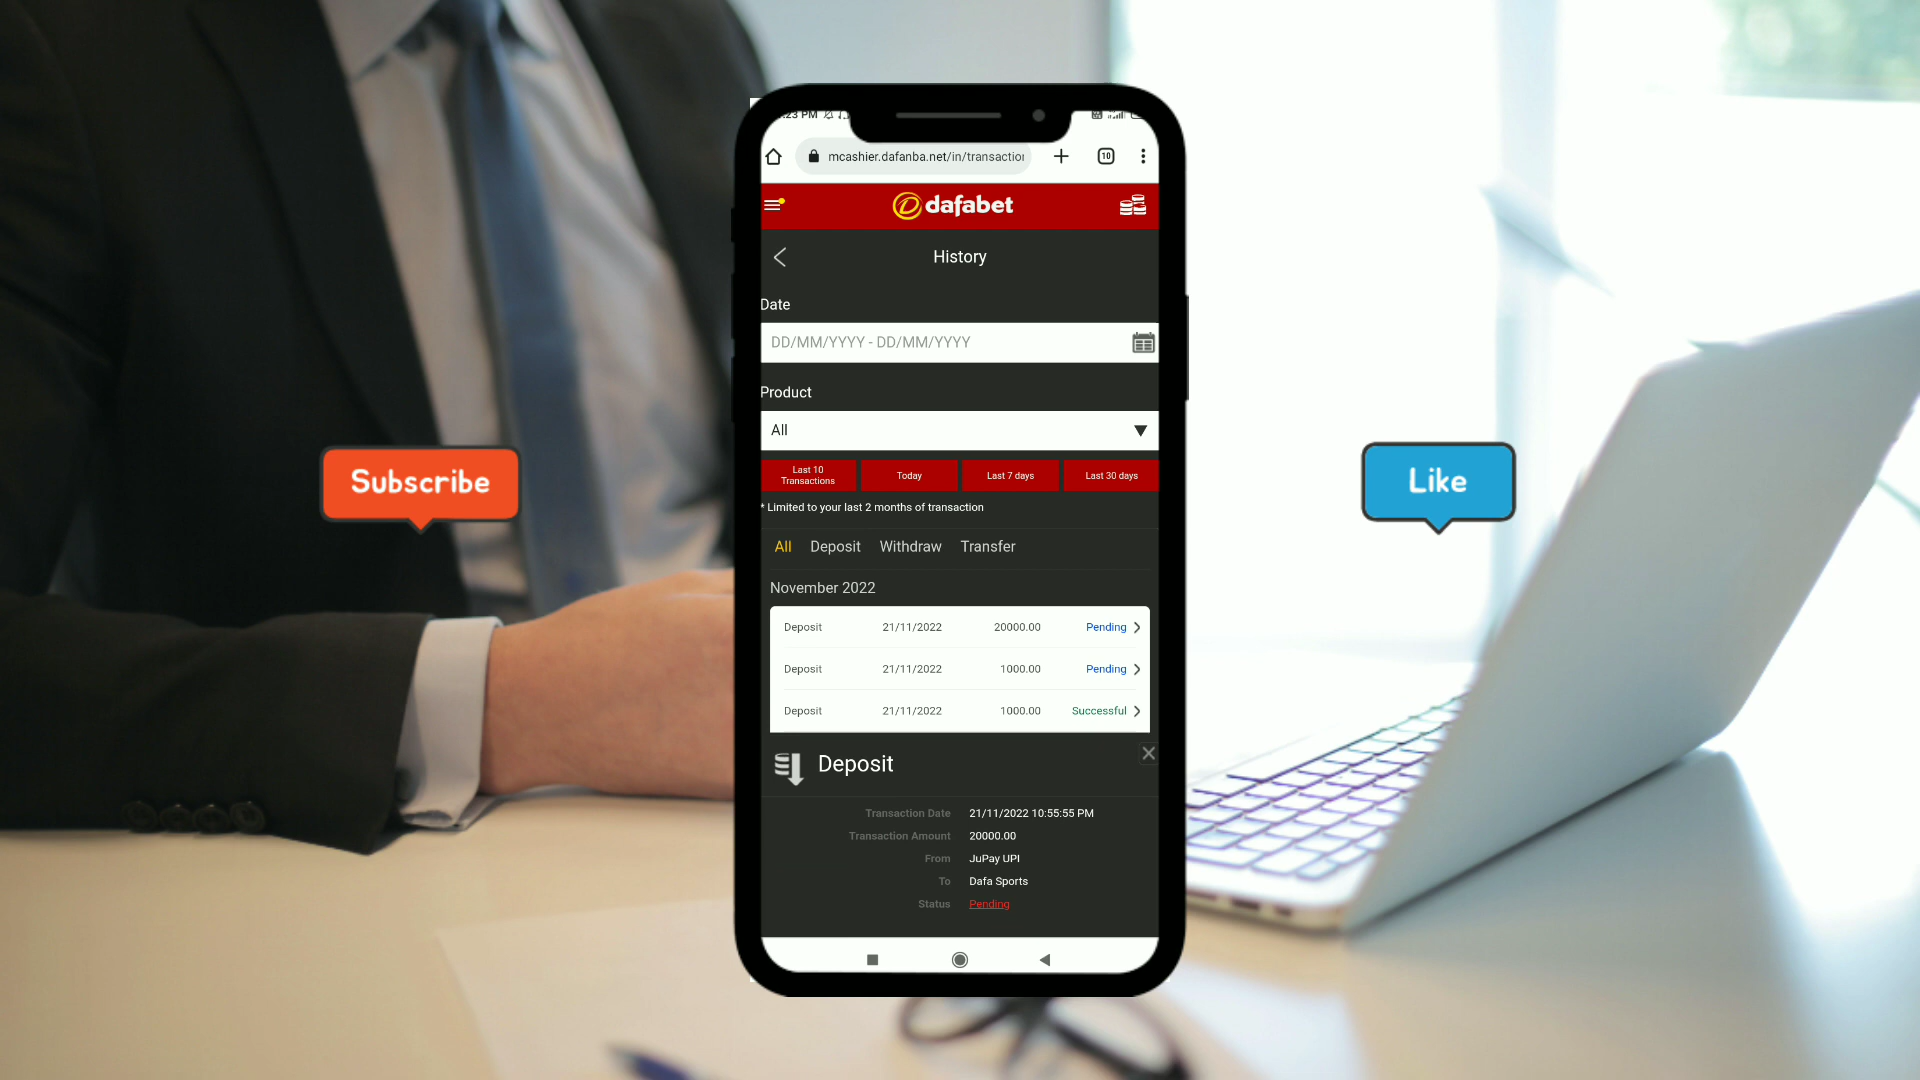 :23 PM
mcashier.dafanba.net/in/transaction
10
dafabet
History
Date
DD/MM/YYYY - DD/MM/YYYY
Product
All
Last 10 Transactions
Today
Last 7 days
Last 30 days
* Limited to your last 2 months of transaction
All Deposit Withdraw Transfer
November 2022
Deposit 21/11/2022 20000.00 Pending
Deposit 21/11/2022 1000.00 Pending
Deposit 21/11/2022 1000.00 Successful
Deposit
Transaction Date 21/11/2022 10:55:55 PM
Transaction Amount 20000.00
From JuPay UPI
To Dafa Sports
Status Pending
Subscribe
Like